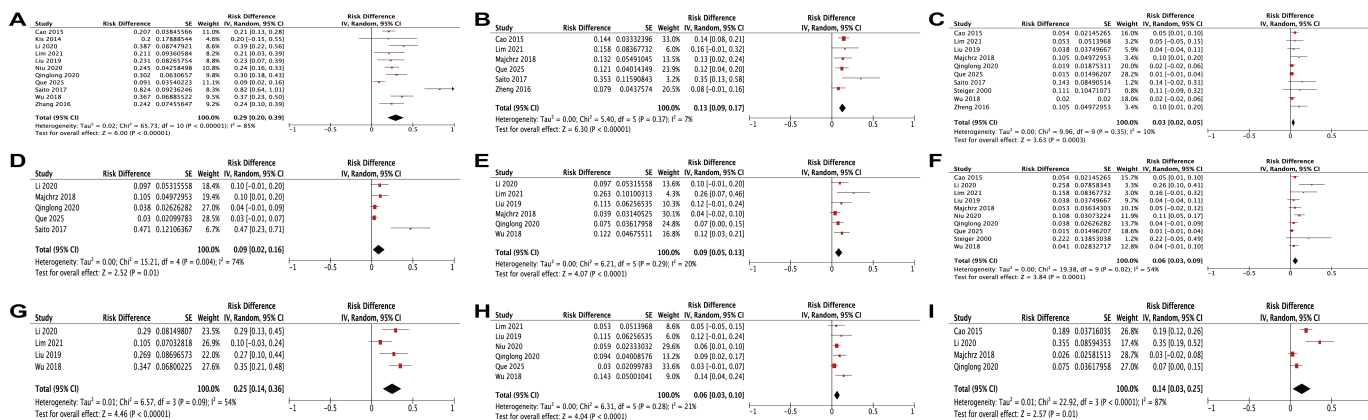 A
Risk Difference Risk Difference
Study Risk Difference SE Weight IV, Random, 95% CI IV, Random, 95% CI
Cao 2015 0.207 0.03845566 11.0% 0.21 [0.13, 0.28]
Kis 2014 0.2 0.17888544 4.0% 0.20 [-0.15, 0.55]
Li 2020 0.387 0.08747921 8.5% 0.39 [0.22, 0.56]
Lim 2021 0.211 0.09360584 8.1% 0.21 [0.03, 0.39]
Liu 2019 0.231 0.08265754 8.8% 0.23 [0.07, 0.39]
Niu 2020 0.245 0.04258498 10.8% 0.24 [0.16, 0.33]
Qinglong 2020 0.302 0.0630657 9.8% 0.30 [0.18, 0.43]
Que 2025 0.091 0.03540223 11.1% 0.09 [0.02, 0.16]
Saito 2017 0.824 0.09236246 8.2% 0.82 [0.64, 1.01]
Wu 2018 0.367 0.06885522 9.5% 0.37 [0.23, 0.50]
Zhang 2016 0.242 0.07455647 9.2% 0.24 [0.10, 0.39]
Total (95% CI) 100.0% 0.29 [0.20, 0.39]
Heterogeneity: Tau² = 0.02; Chi² = 65.73, df = 10 (P < 0.00001); I² = 85%
Test for overall effect: Z = 6.00 (P < 0.00001)
-1 -0.5 0 0.5 1
B
Risk Difference Risk Difference
Study Risk Difference SE Weight IV, Random, 95% CI IV, Random, 95% CI
Cao 2015 0.144 0.03332396 33.0% 0.14 [0.08, 0.21]
Lim 2021 0.158 0.08367732 6.1% 0.16 [-0.01, 0.32]
Majchrz 2018 0.132 0.05491045 13.5% 0.13 [0.02, 0.24]
Que 2025 0.121 0.04014349 23.9% 0.12 [0.04, 0.20]
Saito 2017 0.353 0.11590843 3.2% 0.35 [0.13, 0.58]
Zheng 2016 0.079 0.0437574 20.5% 0.08 [-0.01, 0.16]
Total (95% CI) 100.0% 0.13 [0.09, 0.17]
Heterogeneity: Tau² = 0.00; Chi² = 5.40, df = 5 (P = 0.37); I² = 7%
Test for overall effect: Z = 6.30 (P < 0.00001)
-1 -0.5 0 0.5 1
C
Risk Difference Risk Difference
Study Risk Difference SE Weight IV, Random, 95% CI IV, Random, 95% CI
Cao 2015 0.054 0.02145265 0.05 [0.01, 0.10]
Lim 2021 0.053 0.0513968 0.05 [-0.05, 0.15]
Liu 2019 0.038 0.03749667 0.04 [-0.04, 0.11]
Majchrz 2018 0.105 0.04972953 0.10 [0.01, 0.20]
Qinglong 2020 0.019 0.01875311 0.02 [-0.02, 0.06]
Que 2025 0.015 0.01496207 0.01 [-0.01, 0.04]
Saito 2017 0.143 0.08490514 0.14 [-0.02, 0.31]
Steiger 2000 0.111 0.10471071 0.11 [-0.09, 0.32]
Wu 2018 0.02 0.02 0.02 [-0.02, 0.06]
Zheng 2016 0.105 0.04972953 3.4% 0.10 [0.01, 0.20]
Total (95% CI) 100.0% 0.03 [0.02, 0.05]
Heterogeneity: Tau² = 0.00; Chi² = 9.96, df = 9 (P = 0.35); I² = 10%
Test for overall effect: Z = 3.63 (P = 0.0003)
-1 -0.5 0 0.5 1
D
Risk Difference Risk Difference
Study Risk Difference SE Weight IV, Random, 95% CI IV, Random, 95% CI
Li 2020 0.097 0.05315558 18.4% 0.10 [-0.01, 0.20]
Majchrz 2018 0.105 0.04972953 19.5% 0.10 [0.01, 0.20]
Qinglong 2020 0.038 0.02626282 26.9% 0.04 [-0.01, 0.09]
Que 2025 0.03 0.02099783 28.5% 0.03 [-0.01, 0.07]
Saito 2017 0.471 0.12106367 6.7% 0.47 [0.23, 0.71]
Total (95% CI) 100.0% 0.09 [0.02, 0.16]
Heterogeneity: Tau² = 0.00; Chi² = 15.21, df = 4 (P = 0.004); I² = 74%
Test for overall effect: Z = 2.52 (P = 0.01)
-1 -0.5 0 0.5 1
E
Risk Difference Risk Difference
Study Risk Difference SE Weight IV, Random, 95% CI IV, Random, 95% CI
Li 2020 0.097 0.05315558 13.6% 0.10 [-0.01, 0.20]
Lim 2021 0.263 0.10100313 4.3% 0.26 [0.07, 0.46]
Liu 2019 0.115 0.06256535 10.3% 0.12 [-0.01, 0.24]
Majchrz 2018 0.039 0.03140525 30.1% 0.04 [-0.02, 0.10]
Qinglong 2020 0.075 0.03617958 24.8% 0.07 [0.00, 0.15]
Wu 2018 0.122 0.04675511 16.9% 0.12 [0.03, 0.21]
Total (95% CI) 100.0% 0.09 [0.05, 0.13]
Heterogeneity: Tau² = 0.00; Chi² = 6.21, df = 5 (P = 0.29); I² = 20%
Test for overall effect: Z = 4.07 (P < 0.0001)
-1 -0.5 0 0.5 1
F
Risk Difference Risk Difference
Study Risk Difference SE Weight IV, Random, 95% CI IV, Random, 95% CI
Cao 2015 0.054 0.02145265 15.7% 0.05 [0.01, 0.10]
Li 2020 0.258 0.07858343 3.3% 0.26 [0.10, 0.41]
Lim 2021 0.158 0.08367732 0.16 [-0.01, 0.32]
Liu 2019 0.038 0.03749667 0.04 [-0.04, 0.11]
Majchrz 2018 0.053 0.03634303 0.05 [-0.02, 0.12]
Niu 2020 0.108 0.03073224 0.11 [0.05, 0.17]
Qinglong 2020 0.038 0.02626282 0.04 [-0.01, 0.09]
Que 2025 0.015 0.01496207 0.01 [-0.01, 0.04]
Steiger 2000 0.222 0.13853038 0.22 [-0.05, 0.49]
Wu 2018 0.041 0.02832717 0.04 [-0.01, 0.10]
Total (95% CI) 100.0% 0.06 [0.03, 0.09]
Heterogeneity: Tau² = 0.00; Chi² = 19.38, df = 9 (P = 0.02); I² = 54%
Test for overall effect: Z = 3.84 (P = 0.0001)
-1 -0.5 0 0.5 1
G
Risk Difference Risk Difference
Study Risk Difference SE Weight IV, Random, 95% CI IV, Random, 95% CI
Li 2020 0.29 0.08149807 23.5% 0.29 [0.13, 0.45]
Lim 2021 0.105 0.07032818 26.9% 0.10 [-0.03, 0.24]
Liu 2019 0.269 0.08696573 22.0% 0.27 [0.10, 0.44]
Wu 2018 0.347 0.06800225 27.6% 0.35 [0.21, 0.48]
Total (95% CI) 100.0% 0.25 [0.14, 0.36]
Heterogeneity: Tau² = 0.01; Chi² = 6.57, df = 3 (P = 0.09); I² = 54%
Test for overall effect: Z = 4.46 (P < 0.00001)
-1 -0.5 0 0.5 1
H
Risk Difference Risk Difference
Study Risk Difference SE Weight IV, Random, 95% CI IV, Random, 95% CI
Lim 2021 0.053 0.0513968 8.6% 0.05 [-0.05, 0.15]
Liu 2019 0.115 0.06256535 6.0% 0.12 [-0.01, 0.24]
Niu 2020 0.059 0.02333032 29.6% 0.06 [0.01, 0.10]
Qinglong 2020 0.094 0.04008576 13.2% 0.09 [0.02, 0.17]
Que 2025 0.03 0.02099783 33.7% 0.03 [-0.01, 0.07]
Wu 2018 0.143 0.05001041 9.0% 0.14 [0.04, 0.24]
Total (95% CI) 100.0% 0.06 [0.03, 0.10]
Heterogeneity: Tau² = 0.00; Chi² = 6.31, df = 5 (P = 0.28); I² = 21%
Test for overall effect: Z = 4.04 (P < 0.0001)
-1 -0.5 0 0.5 1
I
Risk Difference Risk Difference
Study Risk Difference SE Weight IV, Random, 95% CI IV, Random, 95% CI
Cao 2015 0.189 0.03716035 26.8% 0.19 [0.12, 0.26]
Li 2020 0.355 0.08594353 17.9% 0.35 [0.19, 0.52]
Majchrz 2018 0.026 0.02581513 28.4% 0.03 [-0.02, 0.08]
Qinglong 2020 0.075 0.03617958 0.07 [0.00, 0.15]
Total (95% CI) 100.0% 0.14 [0.03, 0.25]
Heterogeneity: Tau² = 0.01; Chi² = 22.92, df = 3 (P < 0.0001); I² = 87%
Test for overall effect: Z = 2.57 (P = 0.01)
-1 -0.5 0 0.5 1